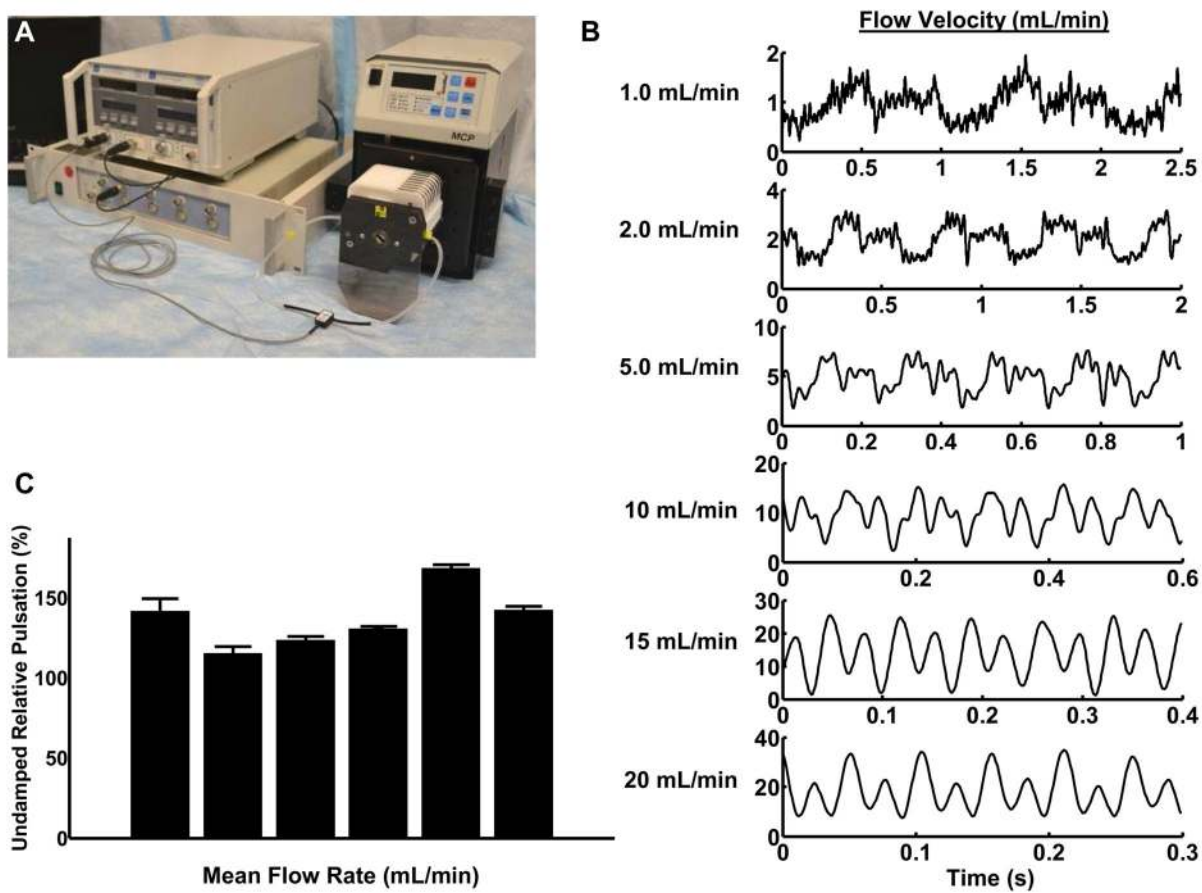 A
MCP
B
Flow Velocity (mL/min)
1.0 mL/min
2
1
0
0 0.5 1 1.5 2 2.5
2.0 mL/min
4
2
0
0 0.5 1 1.5 2
5.0 mL/min
10
5
0
0 0.2 0.4 0.6 0.8 1
10 mL/min
20
10
0
0 0.2 0.4 0.6
15 mL/min
30
20
10
0
0 0.1 0.2 0.3 0.4
20 mL/min
40
20
0
0 0.1 0.2 0.3
Time (s)
C
Undamped Relative Pulsation (%)
150
100
50
0
Mean Flow Rate (mL/min)